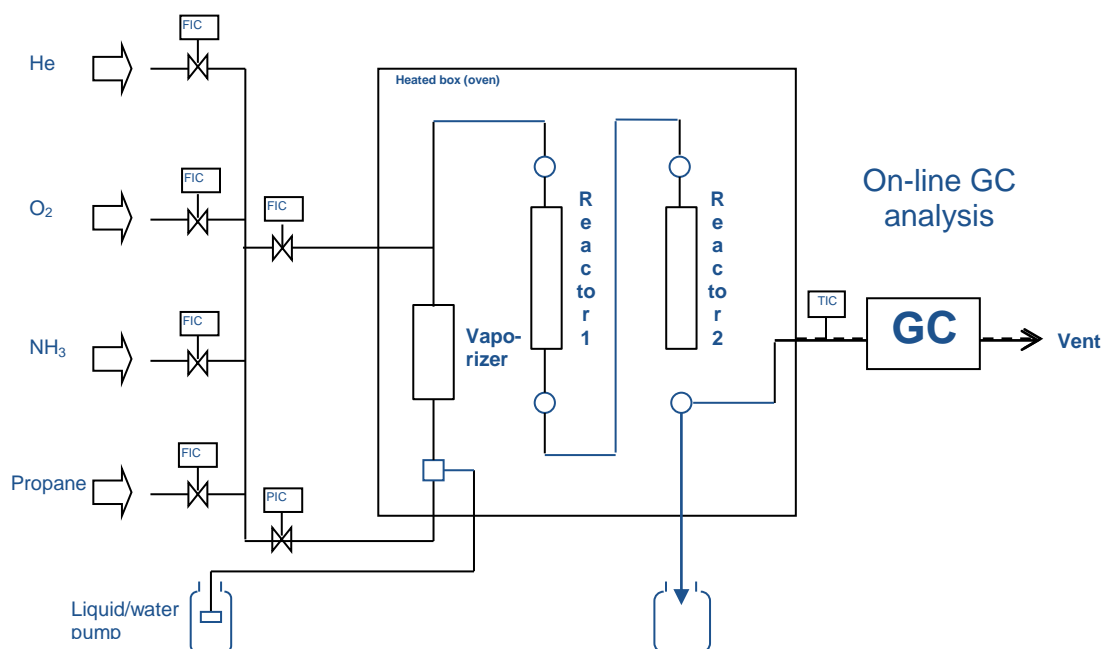 FIC
He
Heated box (oven)
FIC
O2
FIC
On-line GC
analysis
Reactor 1
Reactor 2
TIC
GC
Vent
FIC
NH3
Vapo-
rizer
FIC
Propane
PIC
Liquid/water
pump